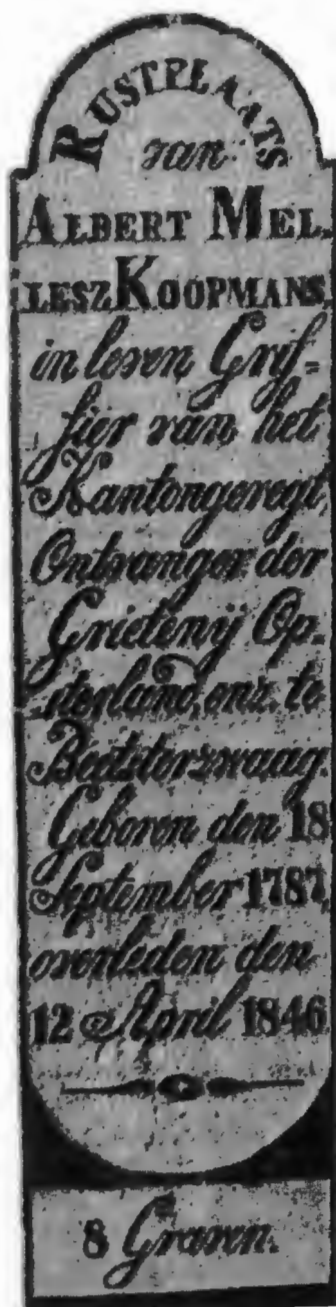 RUSTPLAATS
van
ALBERT MEL-
LESZ KOOPMANS
in leven Grif=
fier van het
Kantongeregt,
Ontvanger der
Grietenij Op-
sterland, enz. te
Beetsterzwaag.
Geboren den 18
September 1787,
overleden den
12 April 1846.
8 Graven.